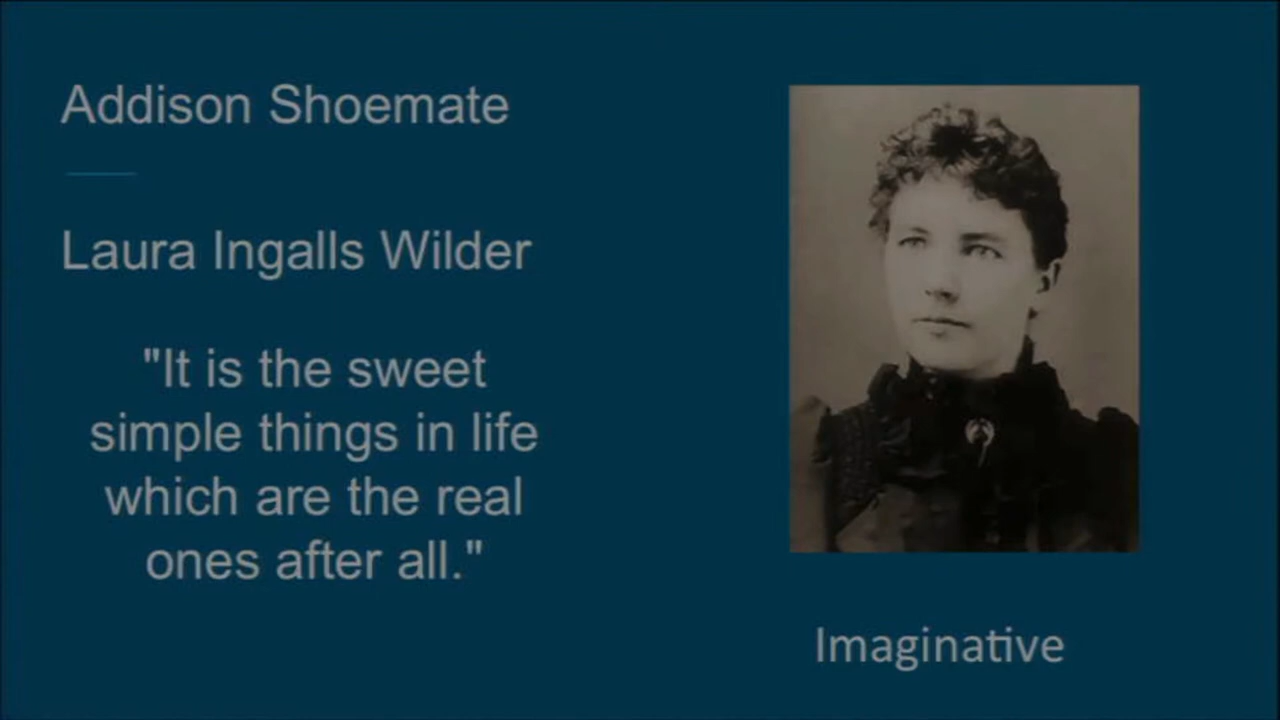 Addison Shoemate
Laura Ingalls Wilder
"It is the sweet
simple things in life
which are the real
ones after all."
Imaginative